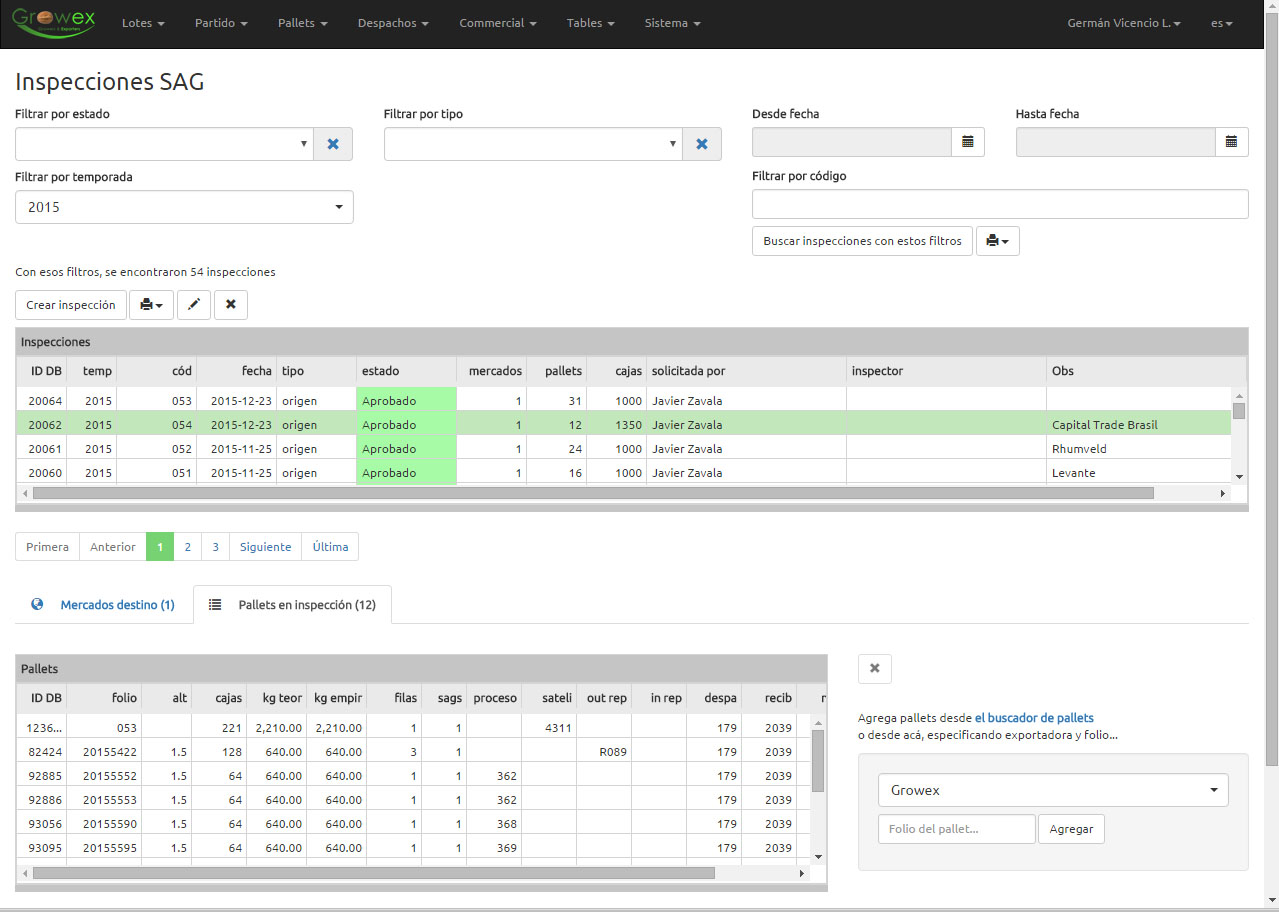 Growex
Lotes Partido Pallets Despachos Commercial Tables Sistema Germán Vicencio L. es
Inspecciones SAG
Filtrar por estado Filtrar por tipo Desde fecha Hasta fecha
Filtrar por temporada Filtrar por código
2015
Buscar inspecciones con estos filtros
Con esos filtros, se encontraron 54 inspecciones
Crear inspección
Inspecciones
ID DB temp cód fecha tipo estado mercados pallets cajas solicitada por inspector Obs
20064 2015 053 2015-12-23 origen Aprobado 1 31 1000 Javier Zavala
20062 2015 054 2015-12-23 origen Aprobado 1 12 1350 Javier Zavala Capital Trade Brasil
20061 2015 052 2015-11-25 origen Aprobado 1 24 1000 Javier Zavala Rhumveld
20060 2015 051 2015-11-25 origen Aprobado 1 16 1000 Javier Zavala Levante
Primera Anterior 1 2 3 Siguiente Última
Mercados destino (1) Pallets en inspección (12)
Pallets
ID DB folio alt cajas kg teor kg empir filas sags proceso sateli out rep in rep despa recib
1236... 053 221 2,210.00 2,210.00 1 1 4311 179 2039
82424 20155422 1.5 128 640.00 640.00 3 1 R089 179 2039
92885 20155552 1.5 64 640.00 640.00 1 1 362 179 2039
92886 20155553 1.5 64 640.00 640.00 1 1 362 179 2039
93056 20155590 1.5 64 640.00 640.00 1 1 368 179 2039
93095 20155595 1.5 64 640.00 640.00 1 1 369 179 2039
Agrega pallets desde el buscador de pallets
o desde acá, especificando exportadora y folio...
Growex
Folio del pallet... Agregar